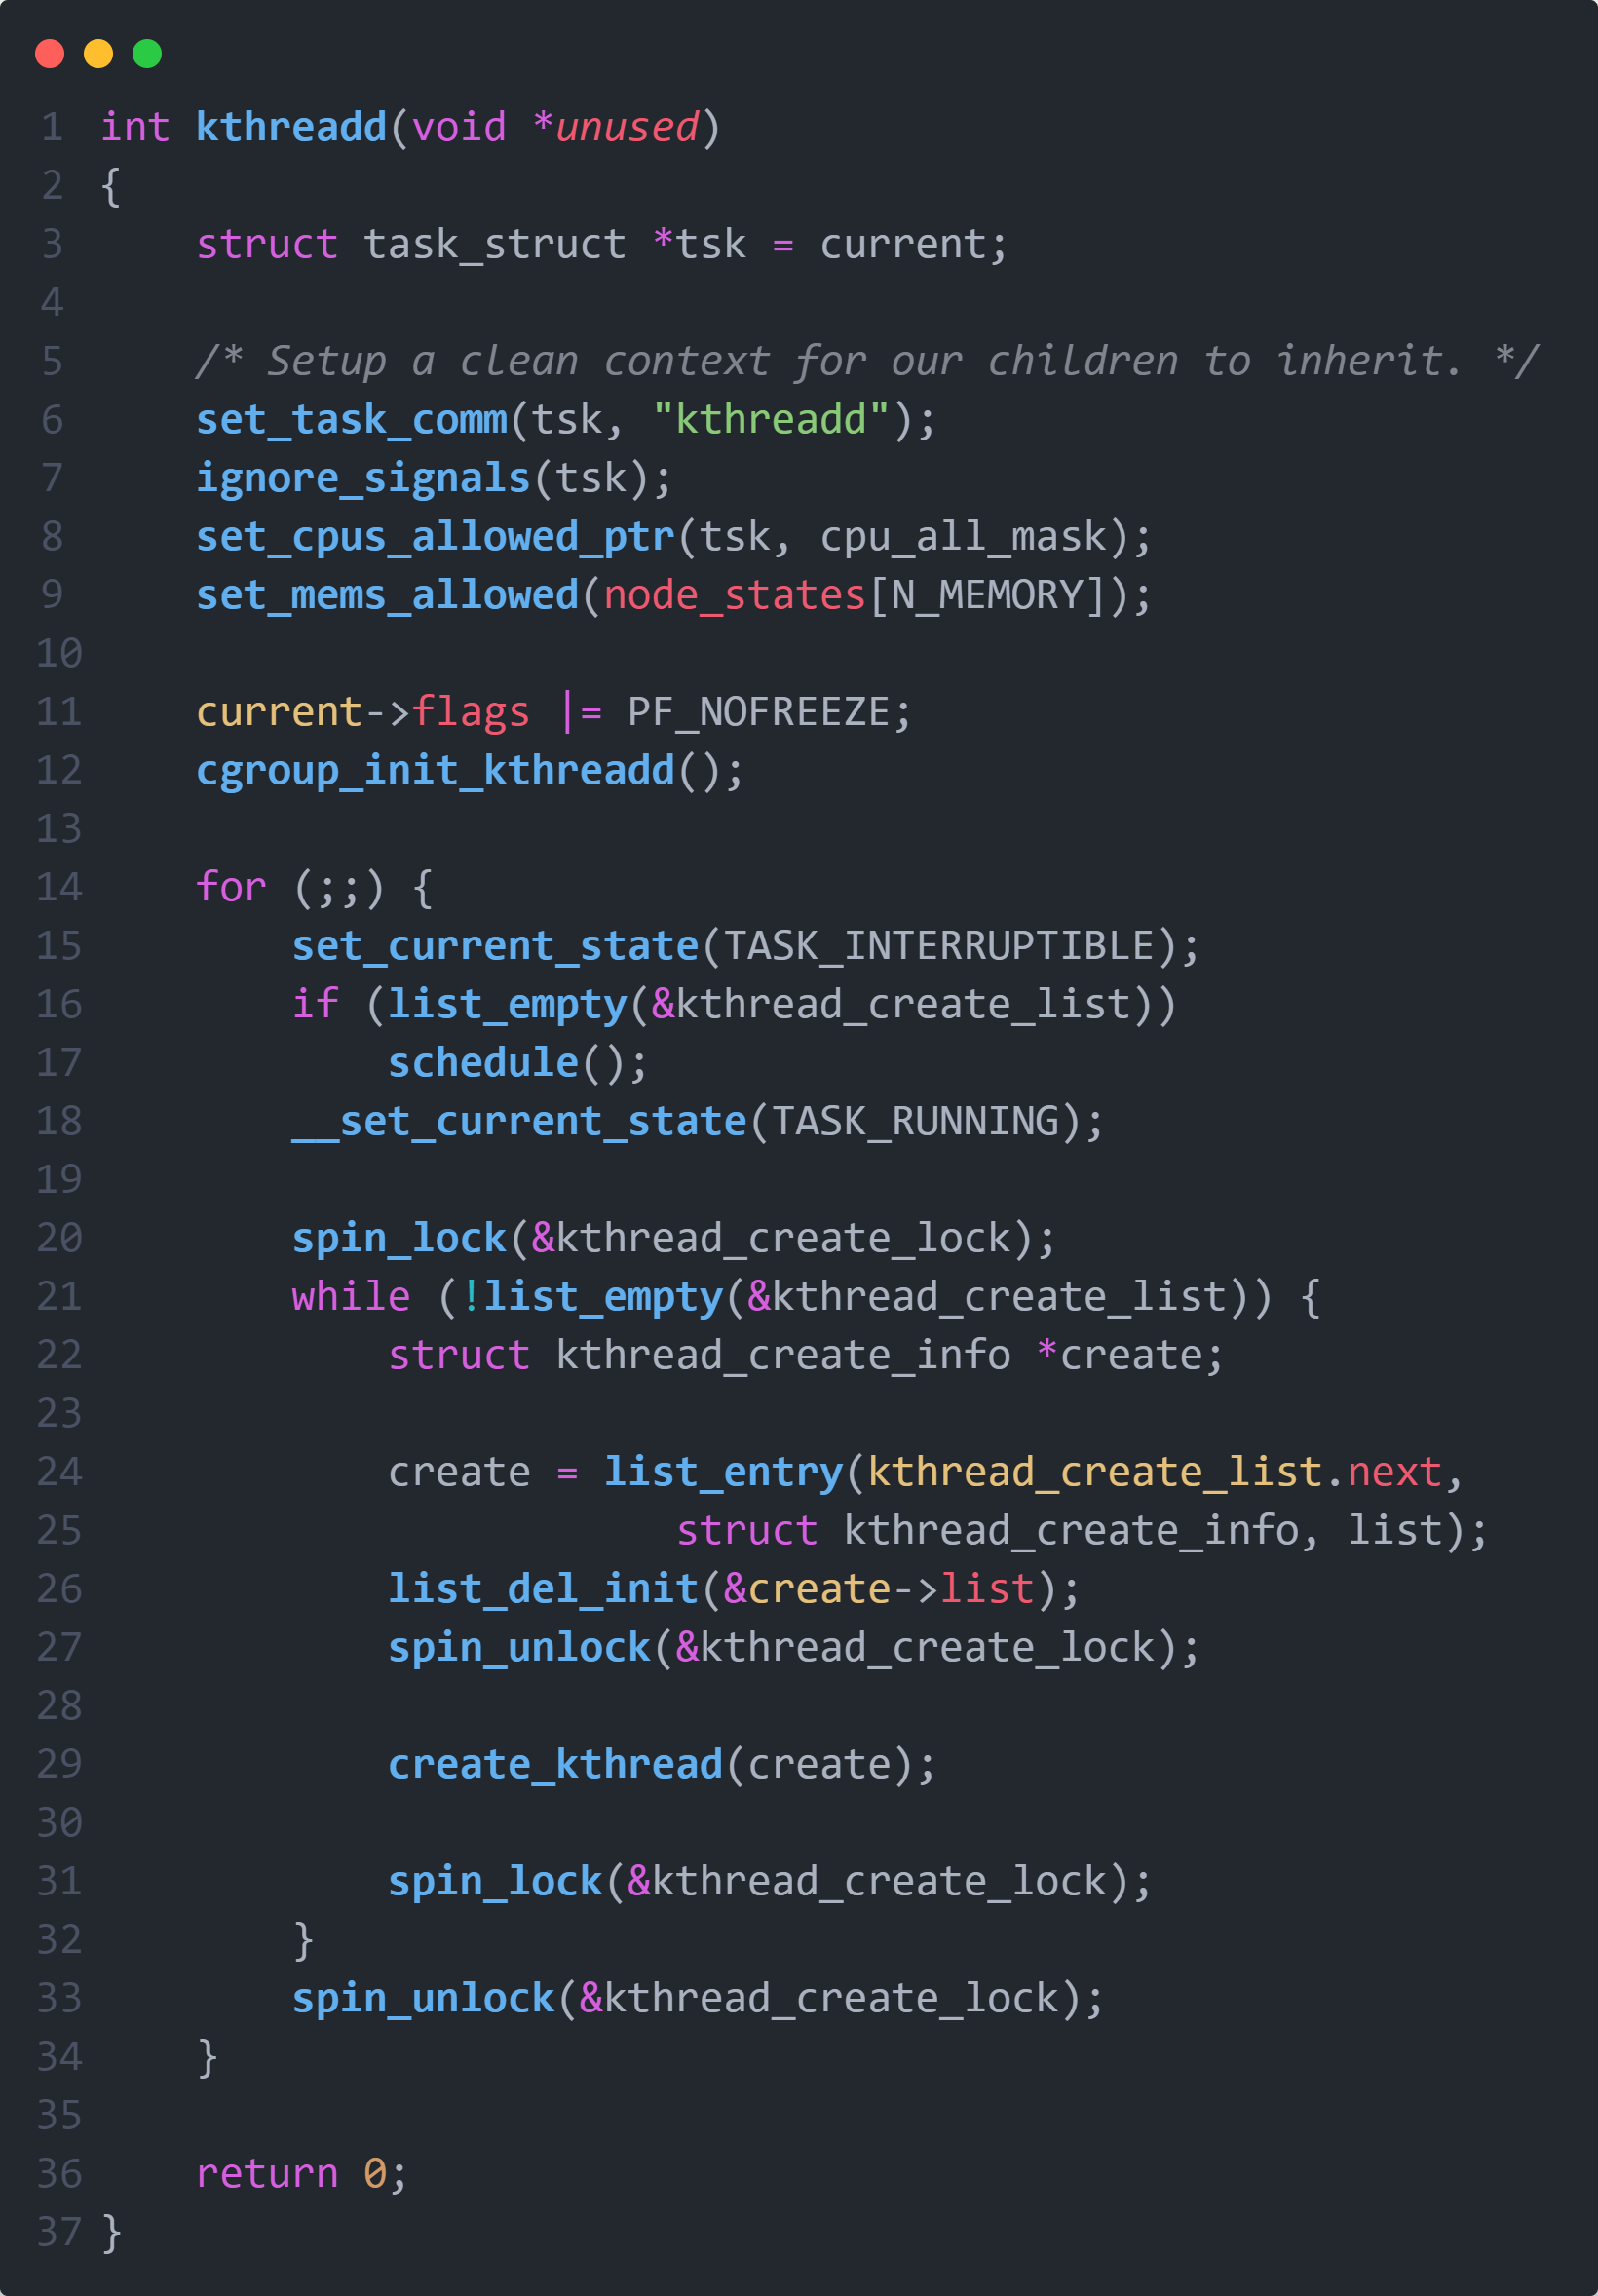 1 int kthreadd(void *unused)
2 {
3     struct task_struct *tsk = current;
4
5     /* Setup a clean context for our children to inherit. */
6     set_task_comm(tsk, "kthreadd");
7     ignore_signals(tsk);
8     set_cpus_allowed_ptr(tsk, cpu_all_mask);
9     set_mems_allowed(node_states[N_MEMORY]);
10
11     current->flags |= PF_NOFREEZE;
12     cgroup_init_kthreadd();
13
14     for (;;) {
15         set_current_state(TASK_INTERRUPTIBLE);
16         if (list_empty(&kthread_create_list))
17             schedule();
18         __set_current_state(TASK_RUNNING);
19
20         spin_lock(&kthread_create_lock);
21         while (!list_empty(&kthread_create_list)) {
22             struct kthread_create_info *create;
23
24             create = list_entry(kthread_create_list.next,
25                         struct kthread_create_info, list);
26             list_del_init(&create->list);
27             spin_unlock(&kthread_create_lock);
28
29             create_kthread(create);
30
31             spin_lock(&kthread_create_lock);
32         }
33         spin_unlock(&kthread_create_lock);
34     }
35
36     return 0;
37 }